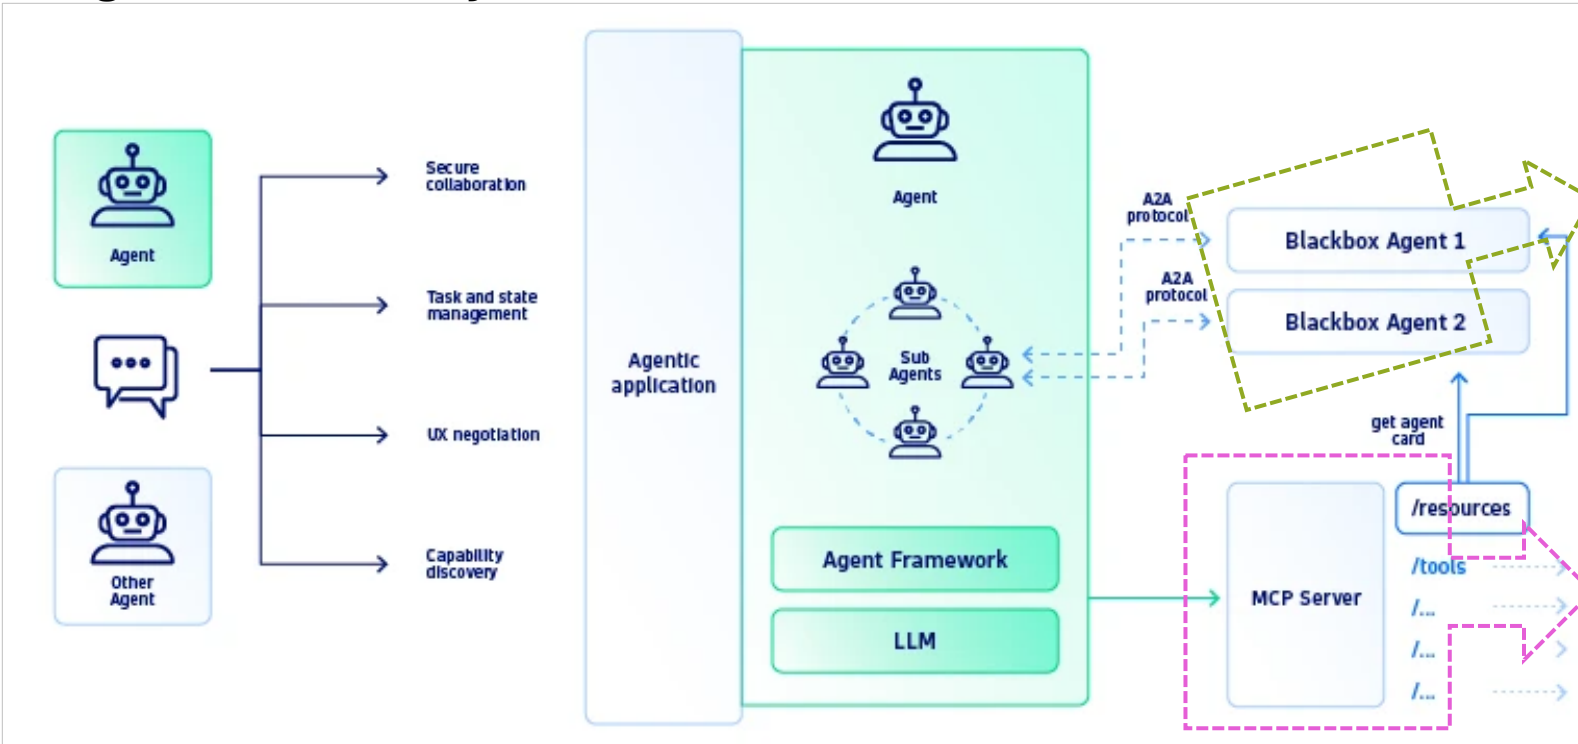 Agent
Secure
collaboration
Task and state
management
UX negotiation
Capability
discovery
Other
Agent
Agentic
application
Agent
Sub
Agents
Agent Framework
LLM
A2A
protocol
A2A
protocol
Blackbox Agent 1
Blackbox Agent 2
get agent
card
MCP Server
/resources
/tools
/...
/...
/...